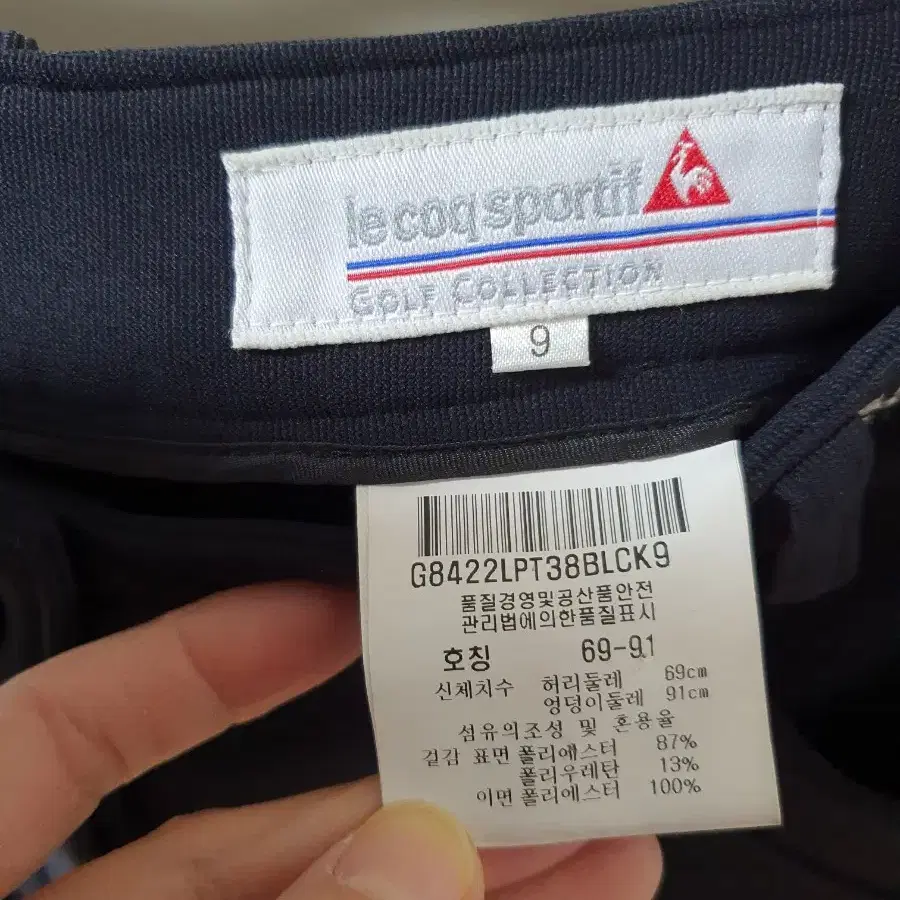 le coq sportif
GOLF COLLECTION
9
G8422LPT38BLCK9
품질경영및공산품안전
관리법에의한품질표시
호칭 69-91
신체치수 허리둘레 69cm
엉덩이둘레 91cm
섬유의조성 및 혼용율
겉감 표면 폴리에스터 87%
폴리우레탄 13%
이면 폴리에스터 100%